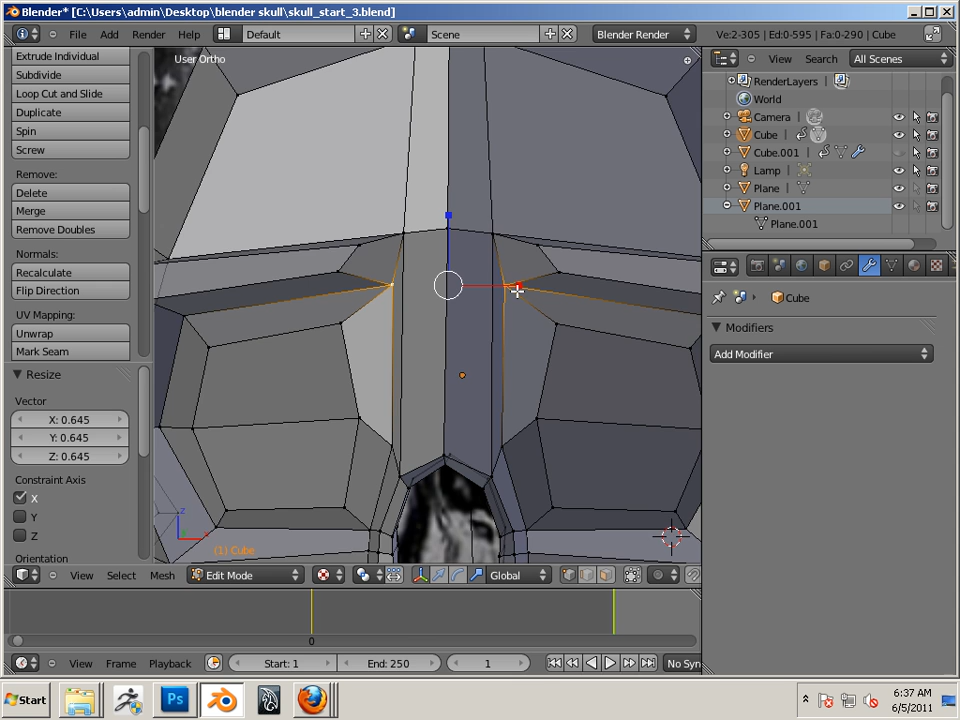 Blender* [C:\Users\admin\Desktop\blender skull\skull_start_3.blend]
File Add Render Help Default Scene Blender Render Ve:2-305 | Ed:0-595 | Fa:0-290 | Cube
Extrude Individual
Subdivide
Loop Cut and Slide
Duplicate
Spin
Screw
Remove:
Delete
Merge
Remove Doubles
Normals:
Recalculate
Flip Direction
UV Mapping:
Unwrap
Mark Seam
Resize
Vector
X: 0.645
Y: 0.645
Z: 0.645
Constraint Axis
X
Y
Z
Orientation
User Ortho
z
(1) Cube
View Select Mesh Edit Mode Global
0
View Frame Playback Start: 1 End: 250 1 No Syn
View Search All Scenes
RenderLayers |
World
Camera |
Cube |
Cube.001 |
Lamp |
Plane |
Plane.001
Plane.001
Cube
Modifiers
Add Modifier
Start Ps 6:37 AM
6/5/2011